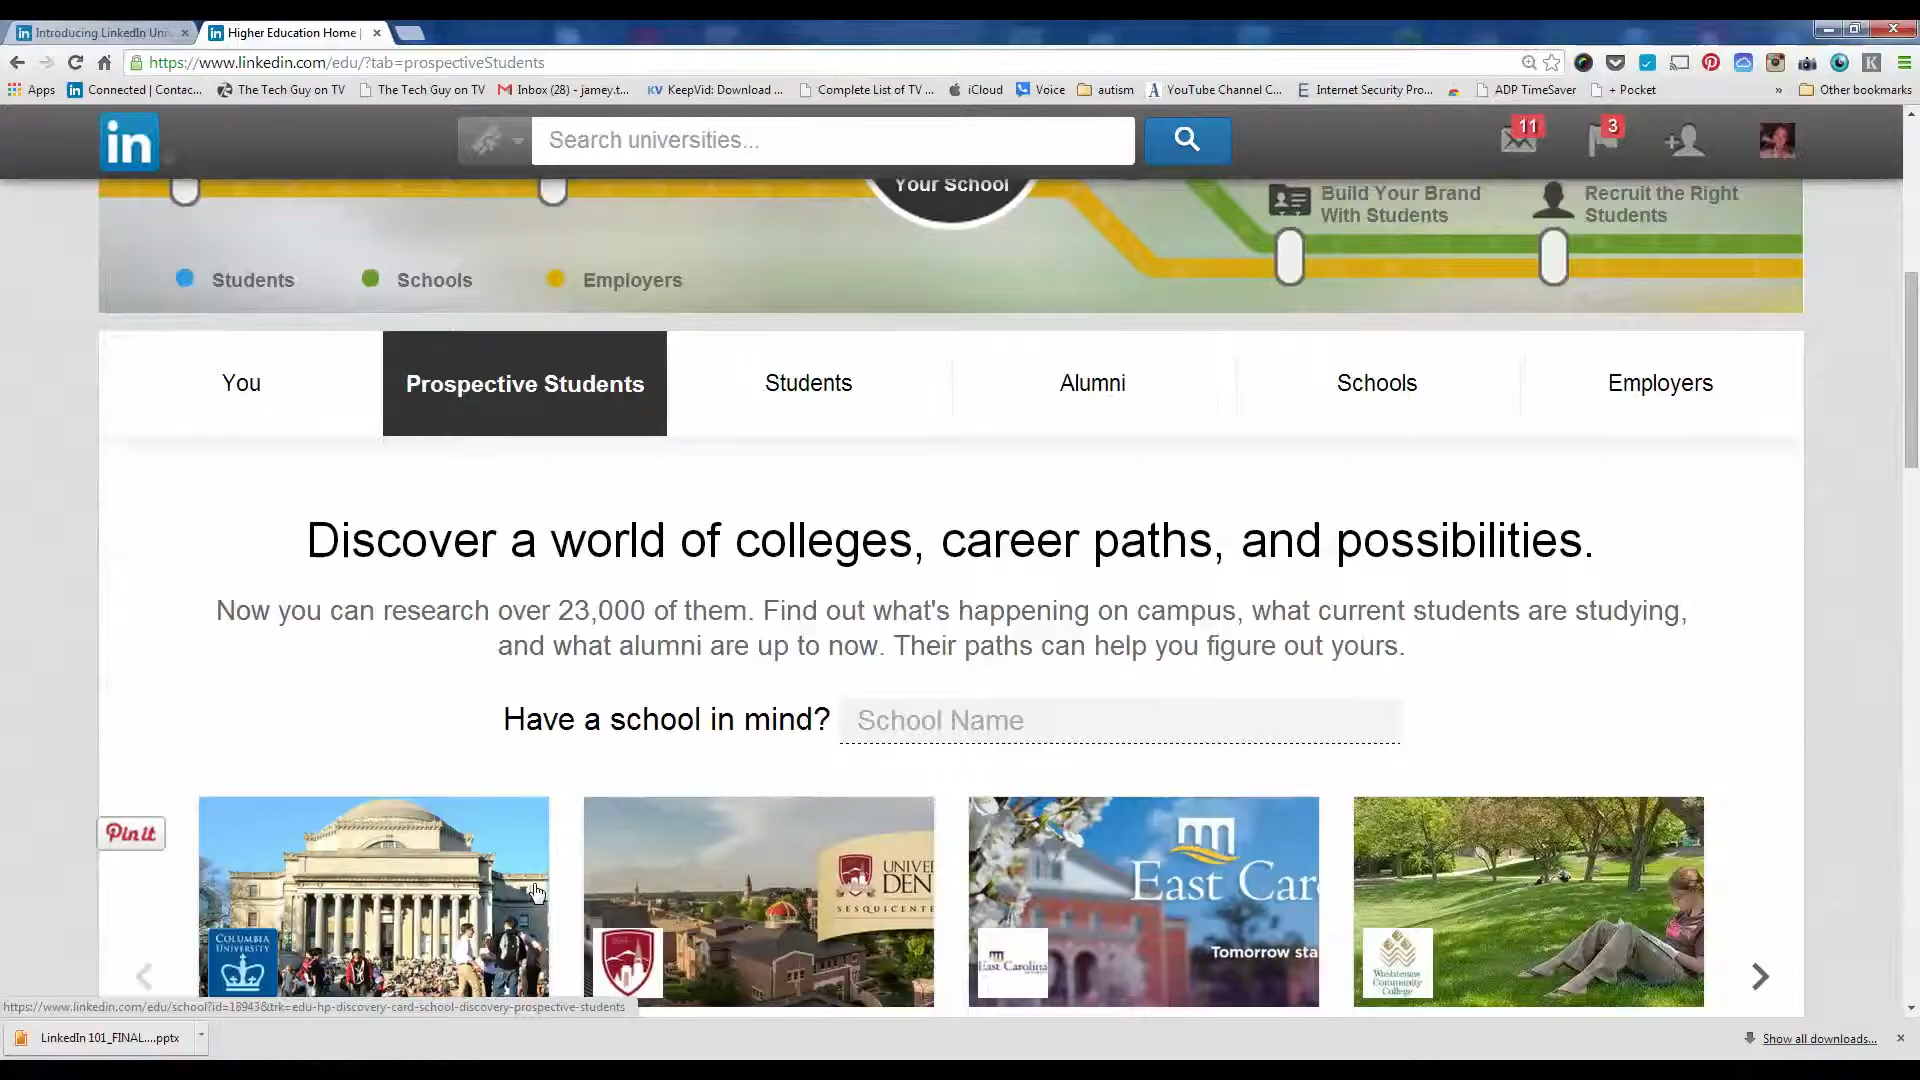 Introducing LinkedIn Uni
Higher Education Home |
https://www.linkedin.com/edu/?tab=prospectiveStudents
Apps
Connected | Contac...
The Tech Guy on TV
The Tech Guy on TV
Inbox (28) - jamey.t...
KeepVid: Download ...
Complete List of TV ...
iCloud
Voice
autism
YouTube Channel C...
Internet Security Pro...
ADP TimeSaver
+ Pocket
»
Other bookmarks
in
Search universities...
11
3
Your School
Build Your Brand
With Students
Recruit the Right
Students
Students
Schools
Employers
You
Prospective Students
Students
Alumni
Schools
Employers
Discover a world of colleges, career paths, and possibilities.
Now you can research over 23,000 of them. Find out what's happening on campus, what current students are studying,
and what alumni are up to now. Their paths can help you figure out yours.
Have a school in mind?
School Name
Pin it
COLUMBIA
UNIVERSITY
UNIVER
DEN
SESQUICENTE
East Car
Tomorrow sta
East Carolina
Washtenaw
Community
College
https://www.linkedin.com/edu/school?id=18943&trk=edu-hp-discovery-card-school-discovery-prospective-students
LinkedIn 101_FINAL....pptx
Show all downloads...